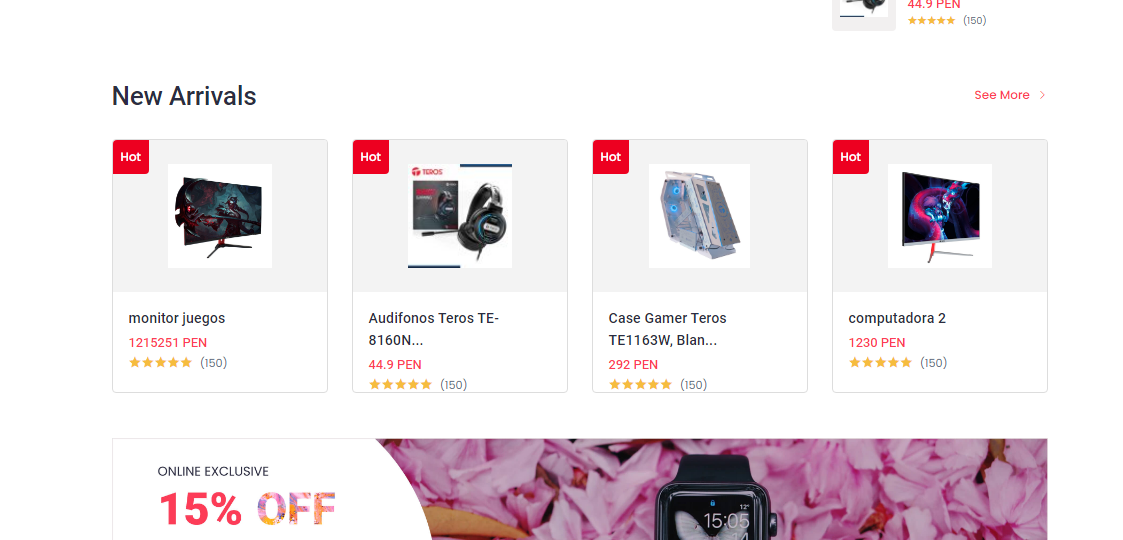 44.9 PEN
(150)
New Arrivals
See More
Hot
Hot
Hot
Hot
TEROS
monitor juegos
1215251 PEN
(150)
Audifonos Teros TE-
8160N...
44.9 PEN
(150)
Case Gamer Teros
TE1163W, Blan...
292 PEN
(150)
computadora 2
1230 PEN
(150)
ONLINE EXCLUSIVE
15% OFF
12°
15:05